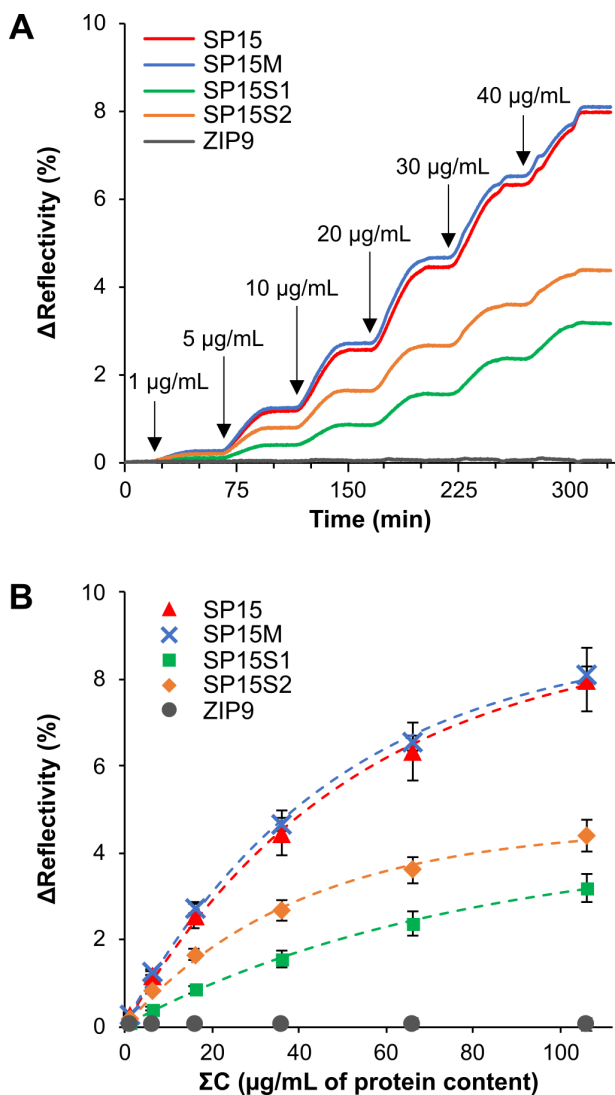 A
10
8
6
4
2
0
ΔReflectivity (%)
SP15
SP15M
SP15S1
SP15S2
ZIP9
1 µg/mL
5 µg/mL
10 µg/mL
20 µg/mL
30 µg/mL
40 µg/mL
0 75 150 225 300
Time (min)
B
10
8
6
4
2
0
ΔReflectivity (%)
SP15
SP15M
SP15S1
SP15S2
ZIP9
0 20 40 60 80 100
ΣC (µg/mL of protein content)